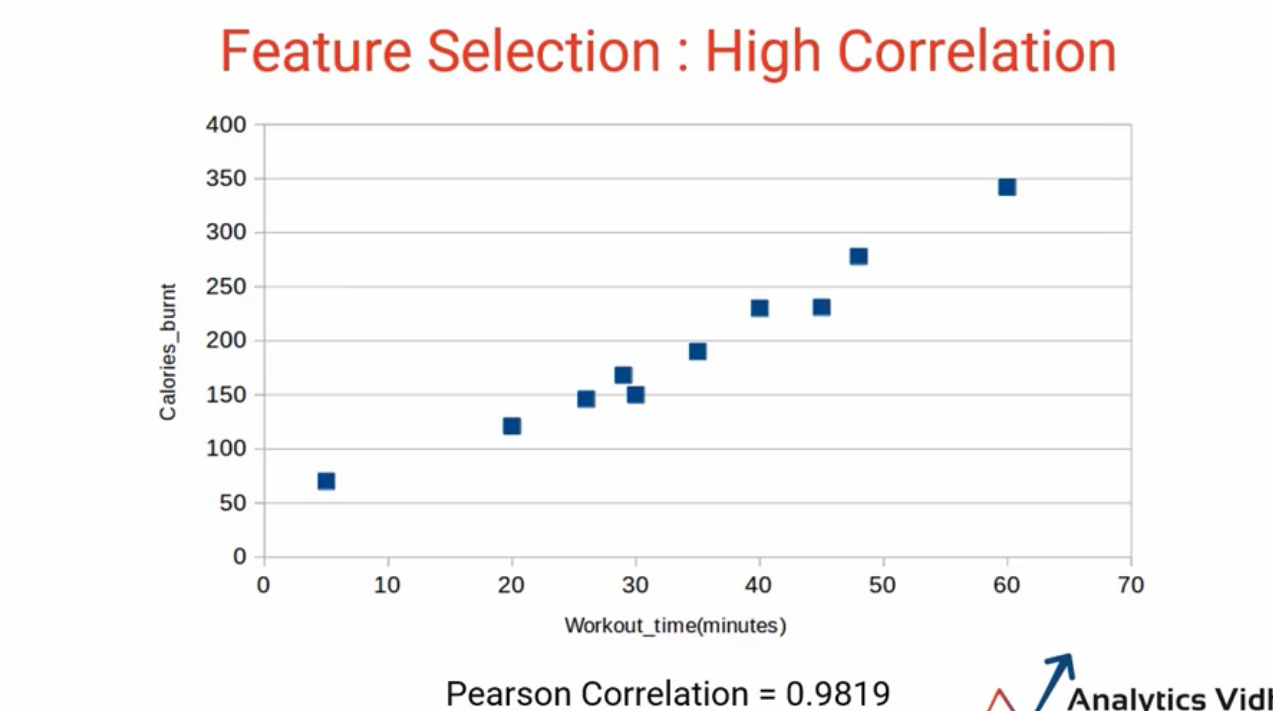 Feature Selection : High Correlation
400
350
300
250
200
150
100
50
0
Calories_burnt
0 10 20 30 40 50 60 70
Workout_time(minutes)
Pearson Correlation = 0.9819
Analytics